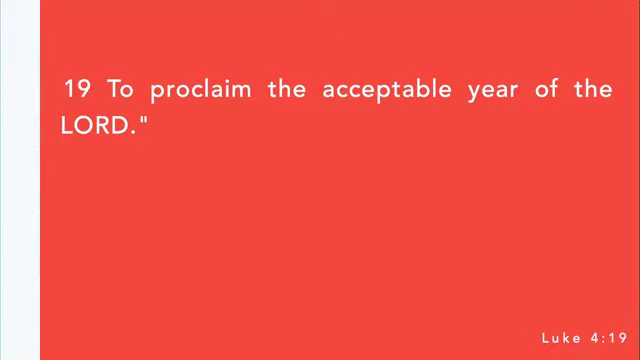 19 To proclaim the acceptable year of the
LORD."
Luke 4:19